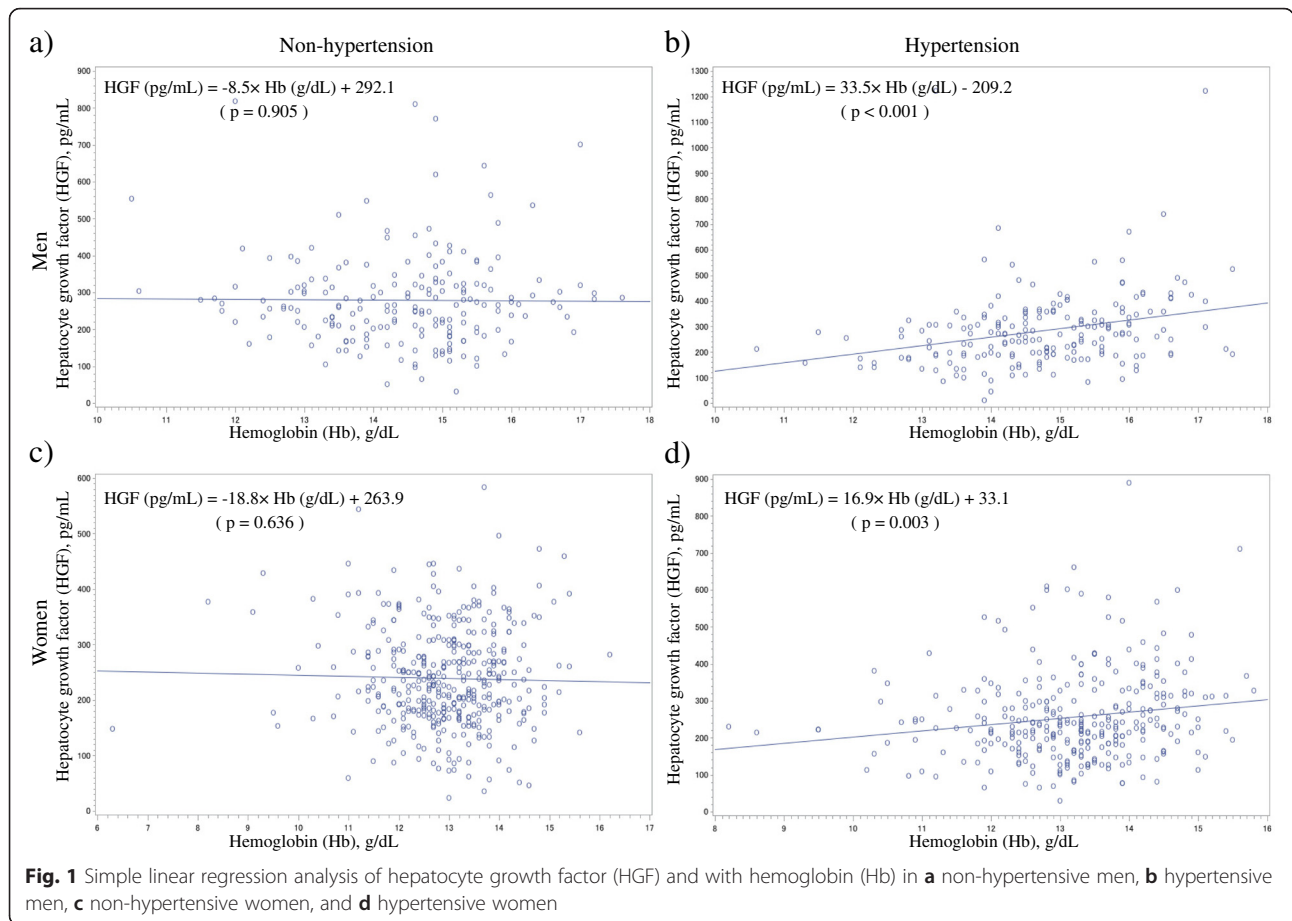 a)
Non-hypertension
HGF (pg/mL) = -8.5× Hb (g/dL) + 292.1
( p = 0.905 )
Men
Hepatocyte growth factor (HGF), pg/mL
900
800
700
600
500
400
300
200
100
0
10 11 12 13 14 15 16 17 18
Hemoglobin (Hb), g/dL
b)
Hypertension
HGF (pg/mL) = 33.5× Hb (g/dL) - 209.2
( p < 0.001 )
Hepatocyte growth factor (HGF), pg/mL
1300
1200
1100
1000
900
800
700
600
500
400
300
200
100
0
10 11 12 13 14 15 16 17 18
Hemoglobin (Hb), g/dL
c)
HGF (pg/mL) = -18.8× Hb (g/dL) + 263.9
( p = 0.636 )
Women
Hepatocyte growth factor (HGF), pg/mL
600
500
400
300
200
100
0
6 7 8 9 10 11 12 13 14 15 16 17
Hemoglobin (Hb), g/dL
d)
HGF (pg/mL) = 16.9× Hb (g/dL) + 33.1
( p = 0.003 )
Hepatocyte growth factor (HGF), pg/mL
900
800
700
600
500
400
300
200
100
0
8 9 10 11 12 13 14 15 16
Hemoglobin (Hb), g/dL
Fig. 1 Simple linear regression analysis of hepatocyte growth factor (HGF) and with hemoglobin (Hb) in a non-hypertensive men, b hypertensive
men, c non-hypertensive women, and d hypertensive women